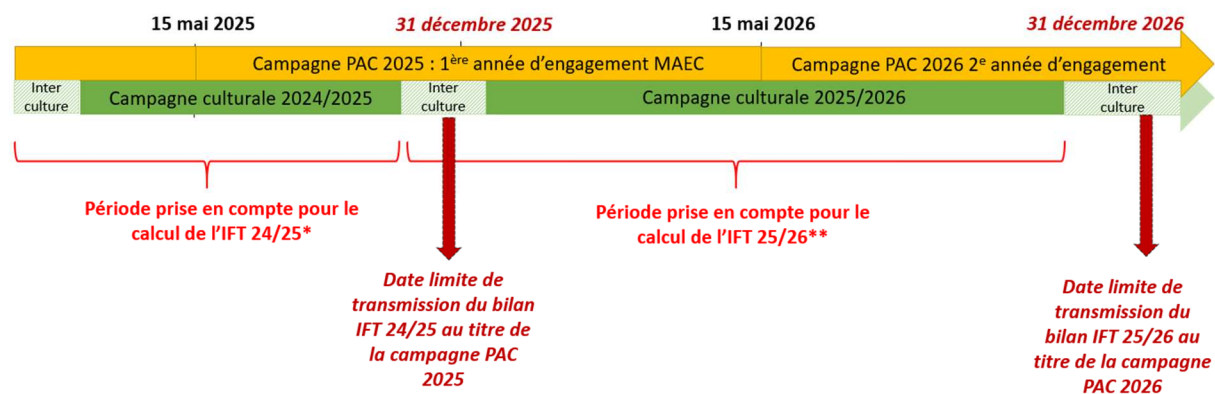 15 mai 2025
31 décembre 2025
15 mai 2026
31 décembre 2026
Campagne PAC 2025 : 1ère année d’engagement MAEC
Campagne PAC 2026 2e année d’engagement
Inter
culture
Campagne culturale 2024/2025
Inter
culture
Campagne culturale 2025/2026
Inter
culture
Période prise en compte pour le
calcul de l’IFT 24/25*
Période prise en compte pour le
calcul de l’IFT 25/26**
Date limite de
transmission du bilan
IFT 24/25 au titre de
la campagne PAC
2025
Date limite de
transmission du
bilan IFT 25/26 au
titre de la campagne
PAC 2026